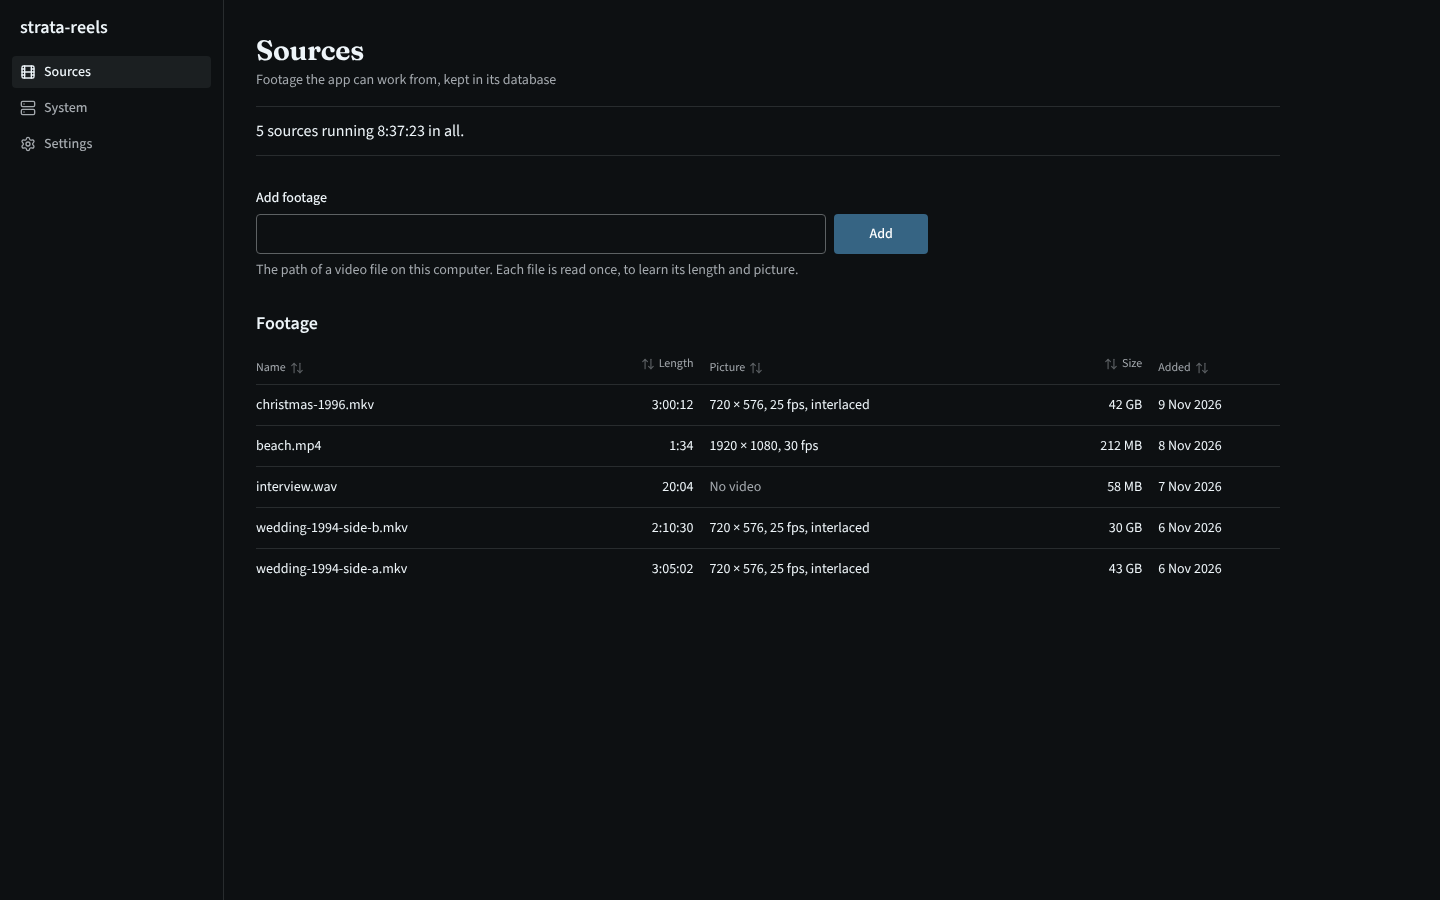 strata-reels
Sources
System
Settings
Sources
Footage the app can work from, kept in its database
5 sources running 8:37:23 in all.
Add footage
Add
The path of a video file on this computer. Each file is read once, to learn its length and picture.
Footage
Name Length Picture Size Added
christmas-1996.mkv 3:00:12 720 × 576, 25 fps, interlaced 42 GB 9 Nov 2026
beach.mp4 1:34 1920 × 1080, 30 fps 212 MB 8 Nov 2026
interview.wav 20:04 No video 58 MB 7 Nov 2026
wedding-1994-side-b.mkv 2:10:30 720 × 576, 25 fps, interlaced 30 GB 6 Nov 2026
wedding-1994-side-a.mkv 3:05:02 720 × 576, 25 fps, interlaced 43 GB 6 Nov 2026